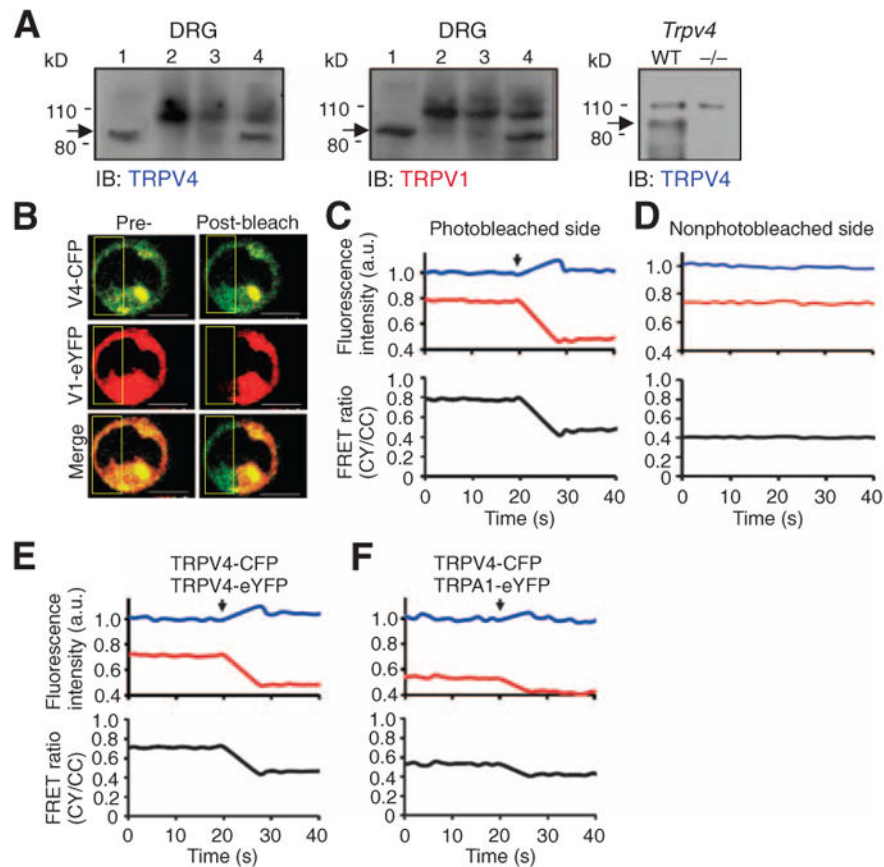 A
DRG
DRG
Trpv4
kD 1 2 3 4
kD 1 2 3 4
kD WT –/–
110
80
110
80
110
80
IB: TRPV4
IB: TRPV1
IB: TRPV4
B
Pre- Post-bleach
V4-CFP
V1-eYFP
Merge
C
Photobleached side
Fluorescence
intensity (a.u.)
1.0
0.8
0.6
0.4
FRET ratio
(CY/CC)
1.0
0.8
0.6
0.4
0.2
0
0 10 20 30 40
Time (s)
D
Nonphotobleached side
1.0
0.8
0.6
0.4
1.0
0.8
0.6
0.4
0.2
0
0 10 20 30 40
Time (s)
E
TRPV4-CFP
TRPV4-eYFP
Fluorescence
intensity (a.u.)
1.0
0.8
0.6
0.4
FRET ratio
(CY/CC)
1.0
0.8
0.6
0.4
0.2
0
0 10 20 30 40
Time (s)
F
TRPV4-CFP
TRPA1-eYFP
1.0
0.8
0.6
0.4
1.0
0.8
0.6
0.4
0.2
0
0 10 20 30 40
Time (s)